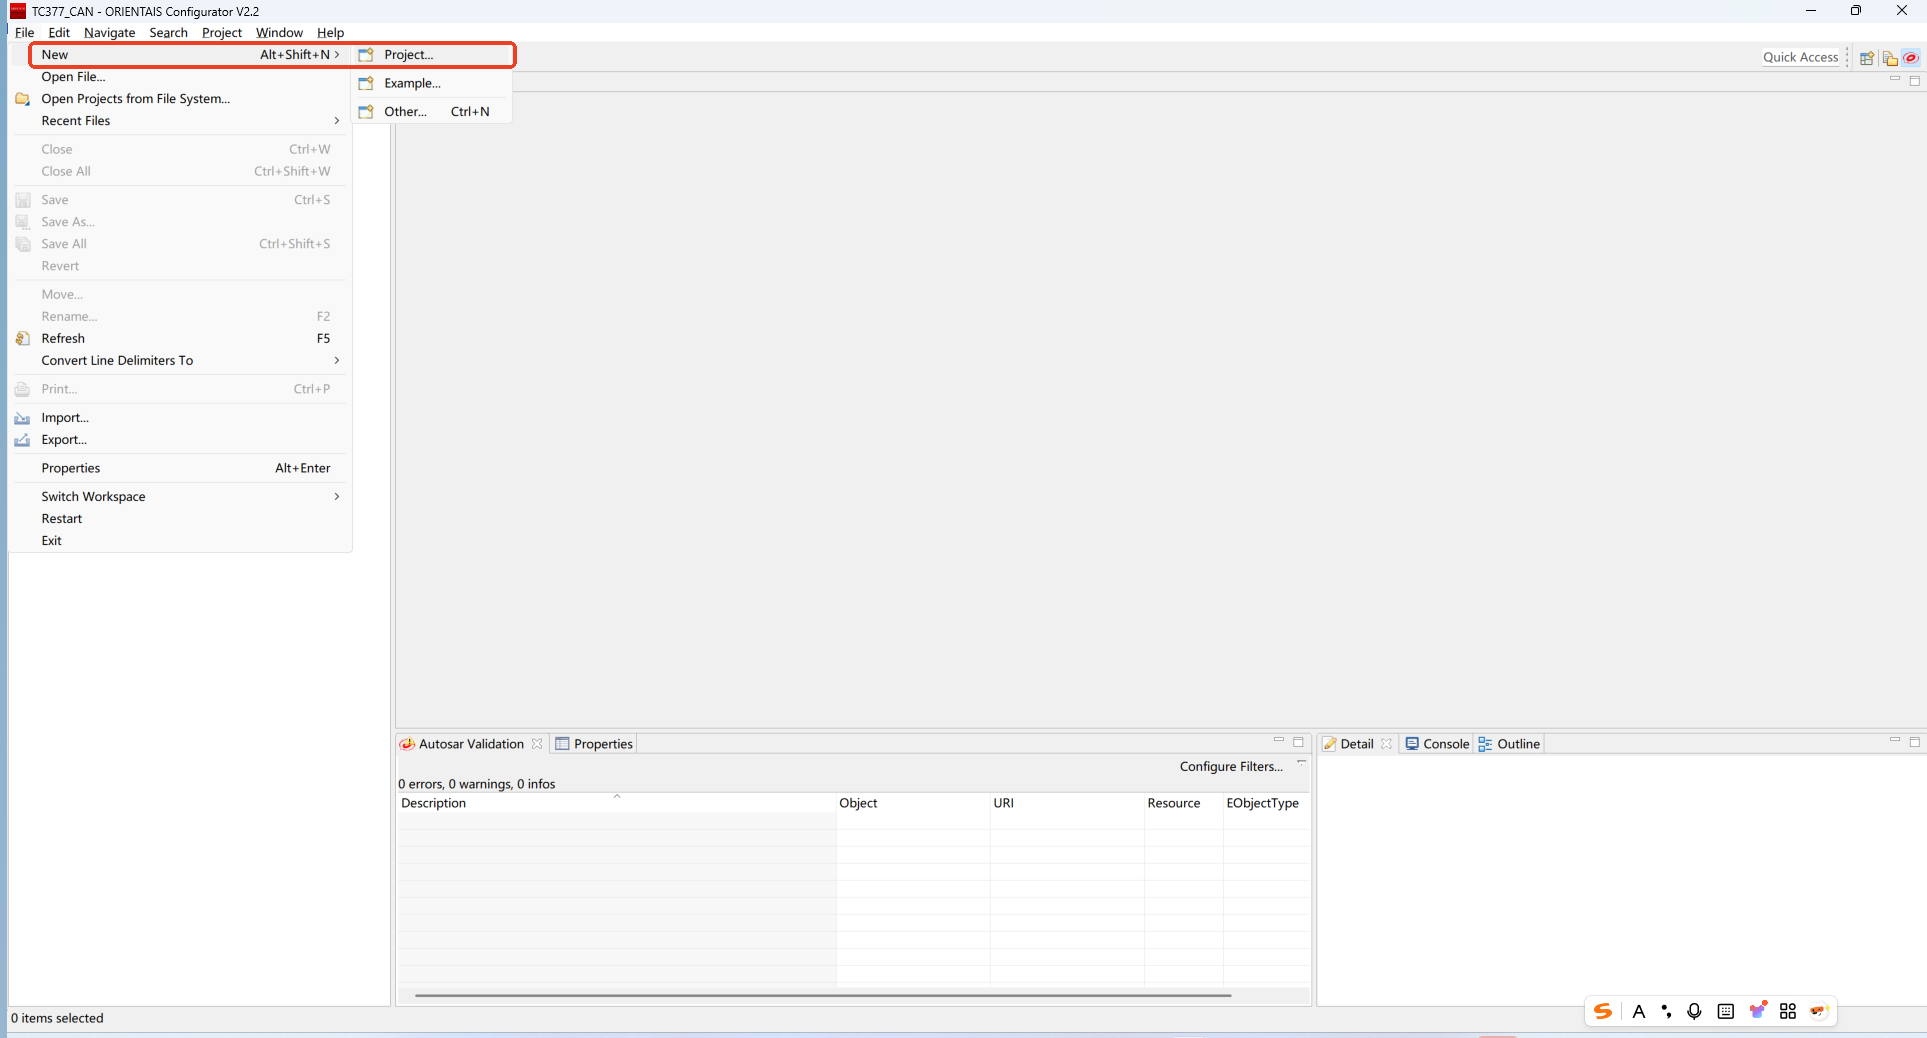 TC377_CAN - ORIENTAIS Configurator V2.2
File Edit Navigate Search Project Window Help
New Alt+Shift+N
Project...
Open File...
Example...
Open Projects from File System...
Other... Ctrl+N
Recent Files
Close Ctrl+W
Close All Ctrl+Shift+W
Save Ctrl+S
Save As...
Save All Ctrl+Shift+S
Revert
Move...
Rename... F2
Refresh F5
Convert Line Delimiters To
Print... Ctrl+P
Import...
Export...
Properties Alt+Enter
Switch Workspace
Restart
Exit
Quick Access
Autosar Validation Properties
Configure Filters...
0 errors, 0 warnings, 0 infos
Description Object URI Resource EObjectType
Detail Console Outline
0 items selected
A